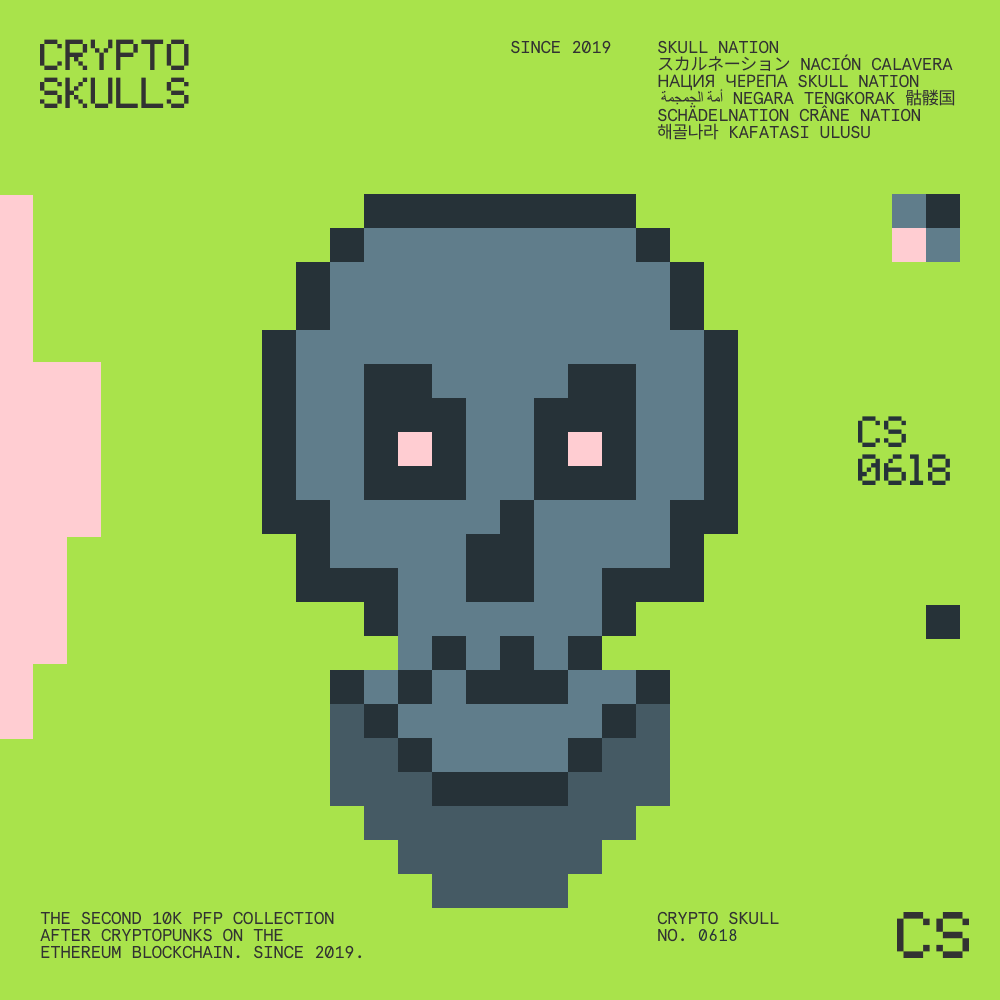 CRYPTO
SKULLS
SINCE 2019
SKULL NATION
スカルネーション NACIÓN CALAVERA
НАЦИЯ ЧЕРЕПА SKULL NATION
أمة الجمجمة NEGARA TENGKORAK 骷髅国
SCHÄDELNATION CRÂNE NATION
해골나라 KAFATASI ULUSU
CS
0618
THE SECOND 10K PFP COLLECTION
AFTER CRYPTOPUNKS ON THE
ETHEREUM BLOCKCHAIN. SINCE 2019.
CRYPTO SKULL
NO. 0618
CS